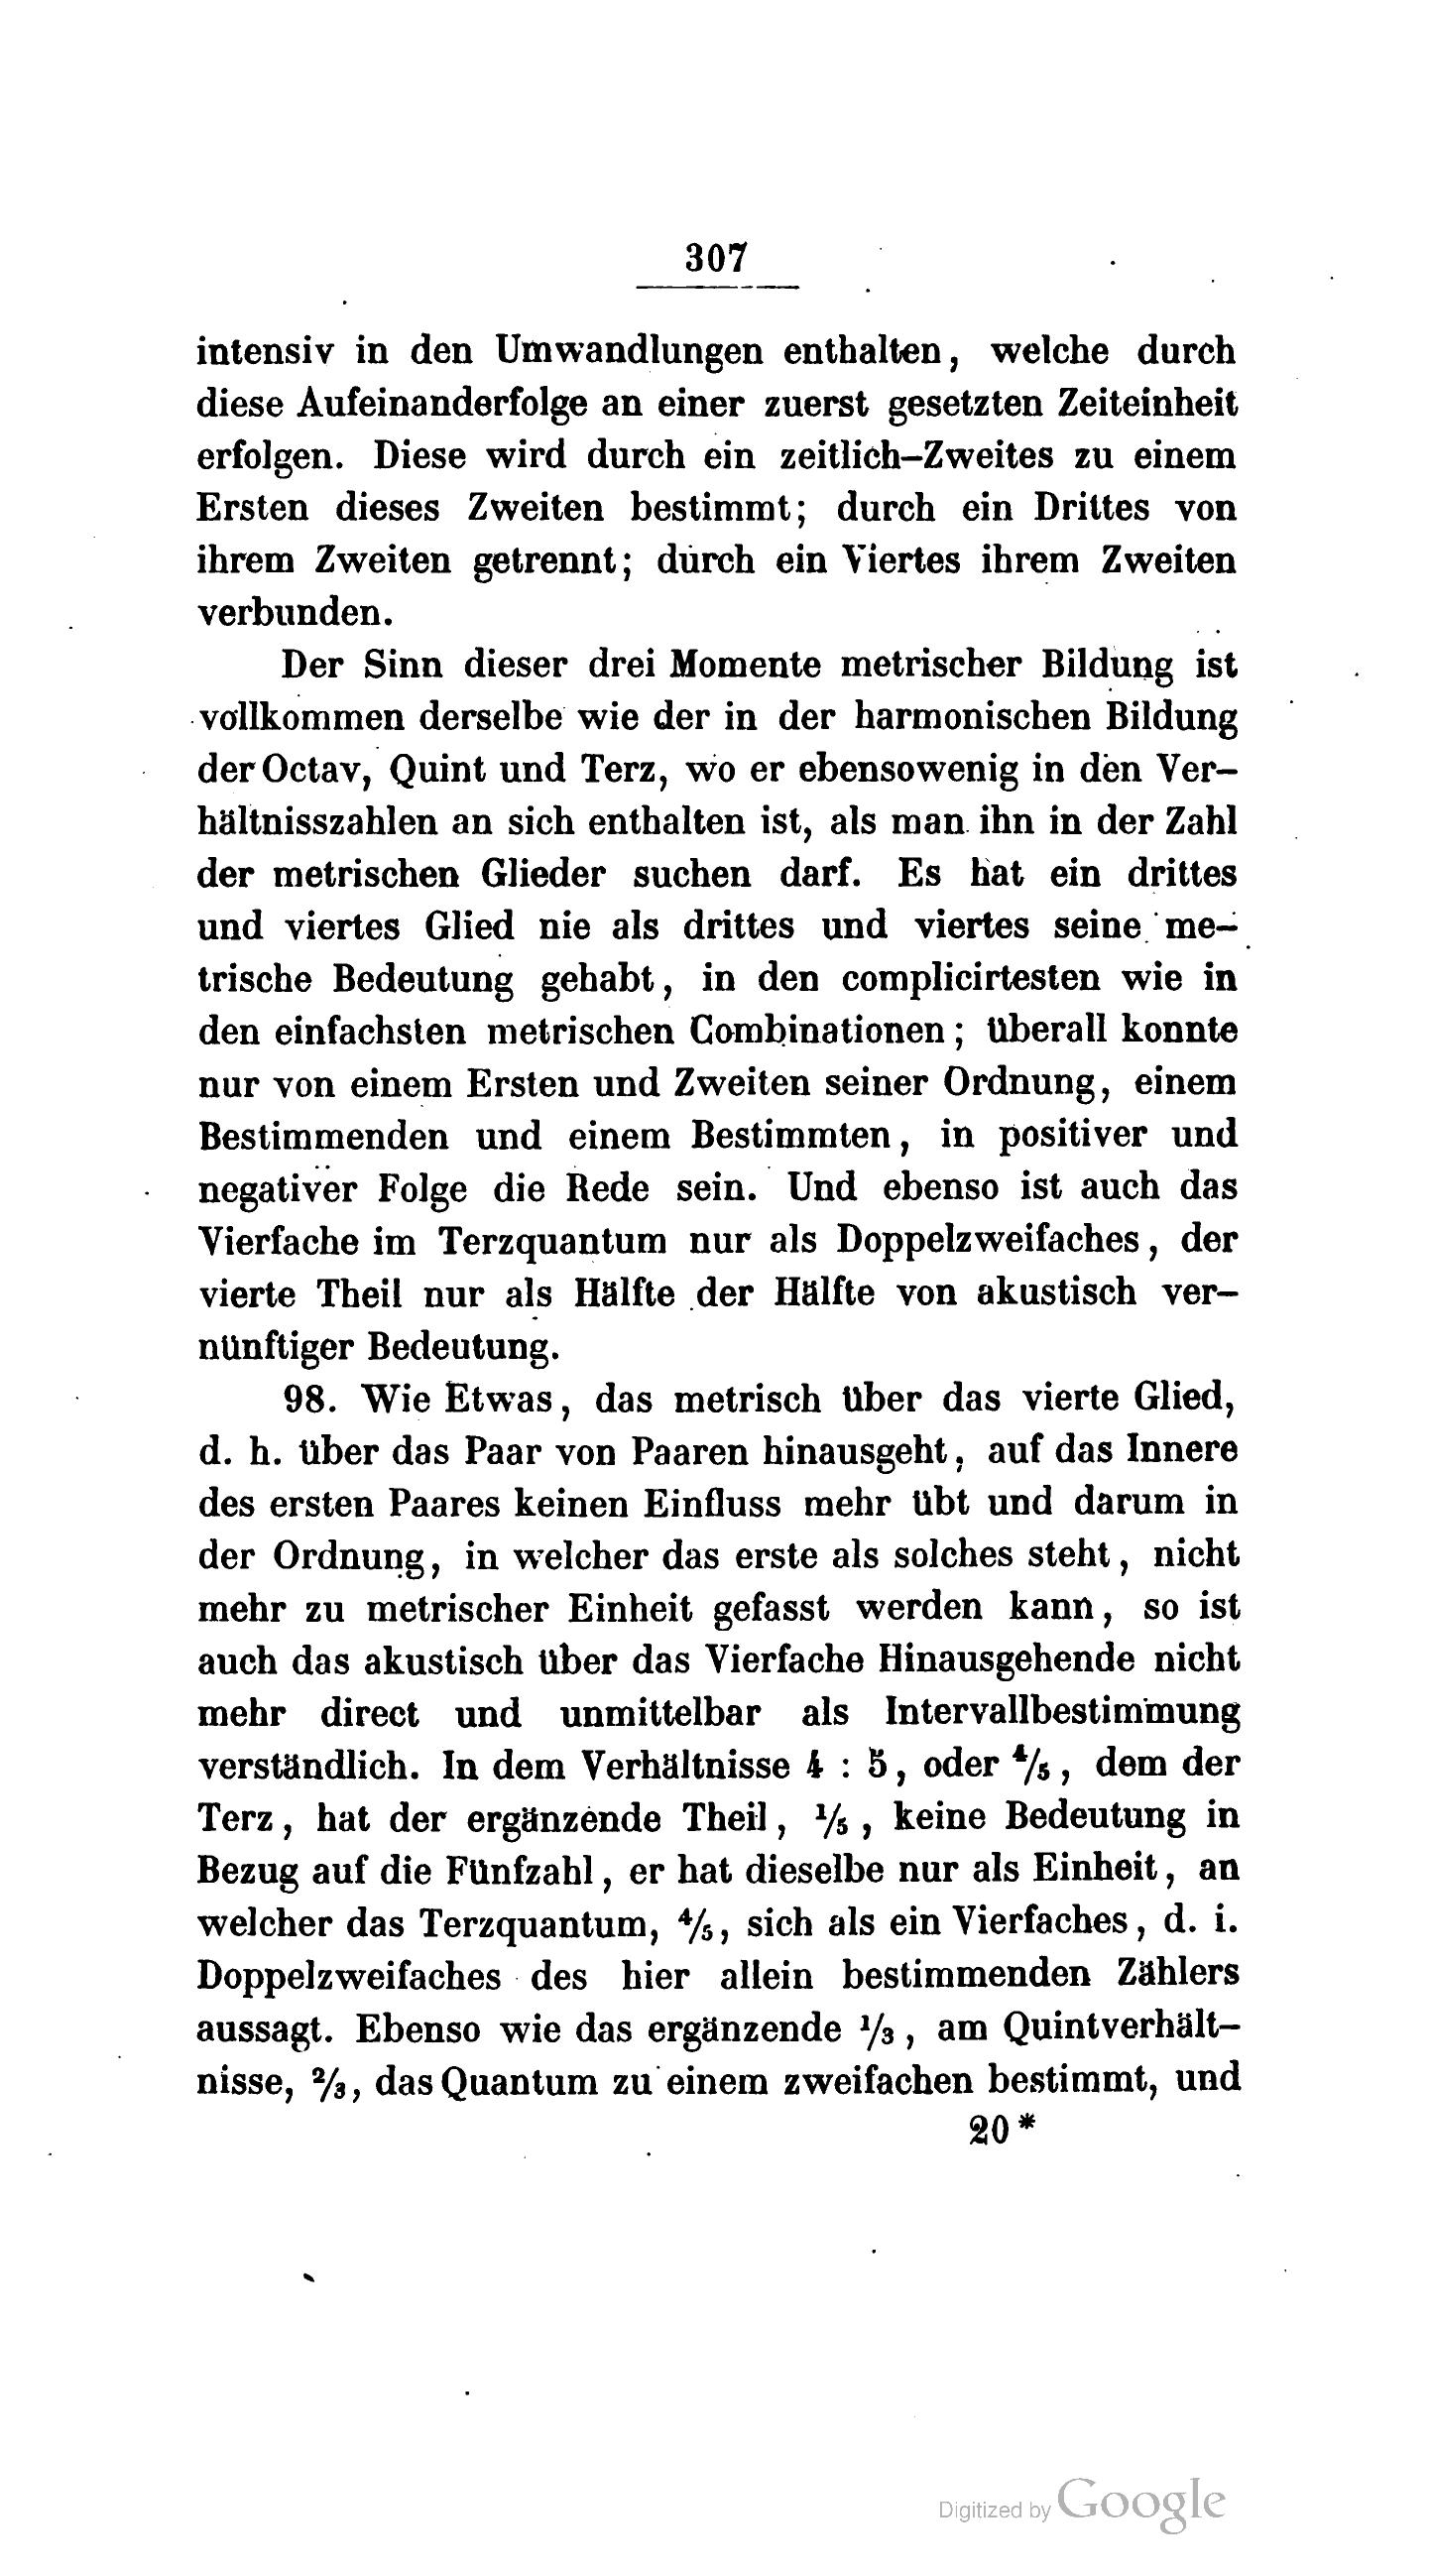 307
intensiv in den Umwandlungen enthalten, welche durch
diese Aufeinanderfolge an einer zuerst gesetzten Zeiteinheit
erfolgen. Diese wird durch ein zeitlich-Zweites zu einem
Ersten dieses Zweiten bestimmt; durch ein Drittes von
ihrem Zweiten getrennt; durch ein Viertes ihrem Zweiten
verbunden.
Der Sinn dieser drei Momente metrischer Bildung ist
vollkommen derselbe wie der in der harmonischen Bildung
der Octav, Quint und Terz, wo er ebensowenig in den Ver-
hältnisszahlen an sich enthalten ist, als man ihn in der Zahl
der metrischen Glieder suchen darf. Es hat ein drittes
und viertes Glied nie als drittes und viertes seine me-
trische Bedeutung gehabt, in den complicirtesten wie in
den einfachsten metrischen Combinationen; überall konnte
nur von einem Ersten und Zweiten seiner Ordnung, einem
Bestimmenden und einem Bestimmten, in positiver und
negativer Folge die Rede sein. Und ebenso ist auch das
Vierfache im Terzquantum nur als Doppelzweifaches, der
vierte Theil nur als Hälfte der Hälfte von akustisch ver-
nünftiger Bedeutung.
98. Wie Etwas, das metrisch über das vierte Glied,
d. h. über das Paar von Paaren hinausgeht, auf das Innere
des ersten Paares keinen Einfluss mehr übt und darum in
der Ordnung, in welcher das erste als solches steht, nicht
mehr zu metrischer Einheit gefasst werden kann, so ist
auch das akustisch über das Vierfache Hinausgehende nicht
mehr direct und unmittelbar als Intervallbestimmung
verständlich. In dem Verhältnisse 4 : 5, oder 4/5, dem der
Terz, hat der ergänzende Theil, 1/5, keine Bedeutung in
Bezug auf die Fünfzahl, er hat dieselbe nur als Einheit, an
welcher das Terzquantum, 4/5, sich als ein Vierfaches, d. i.
Doppelzweifaches des hier allein bestimmenden Zählers
aussagt. Ebenso wie das ergänzende 1/3, am Quintverhält-
nisse, 2/3, das Quantum zu einem zweifachen bestimmt, und
20*
Digitized by Google